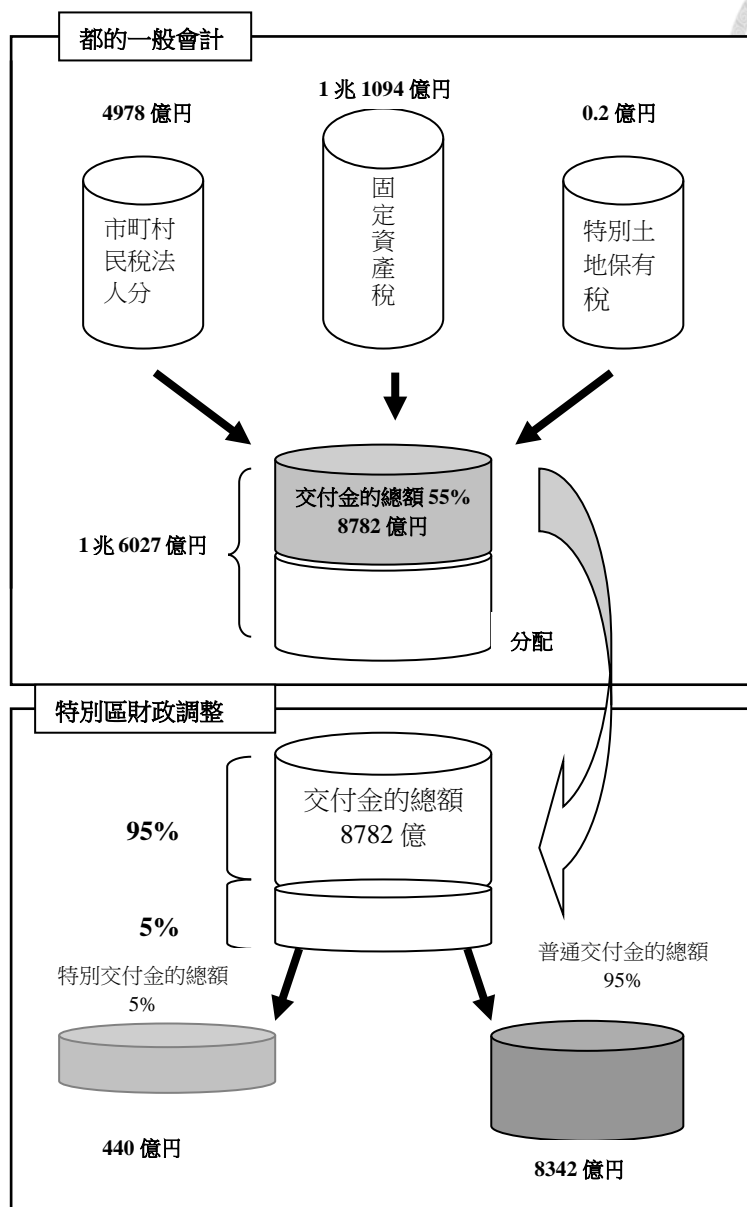 都的一般會計
4978 億円
1 兆 1094 億円
0.2 億円
市町村
民稅法
人分
固
定
資
產
稅
特別土
地保有
稅
交付金的總額 55%
8782 億円
1 兆 6027 億円
分配
特別區財政調整
交付金的總額
8782 億
95%
5%
特別交付金的總額
5%
普通交付金的總額
95%
440 億円
8342 億円